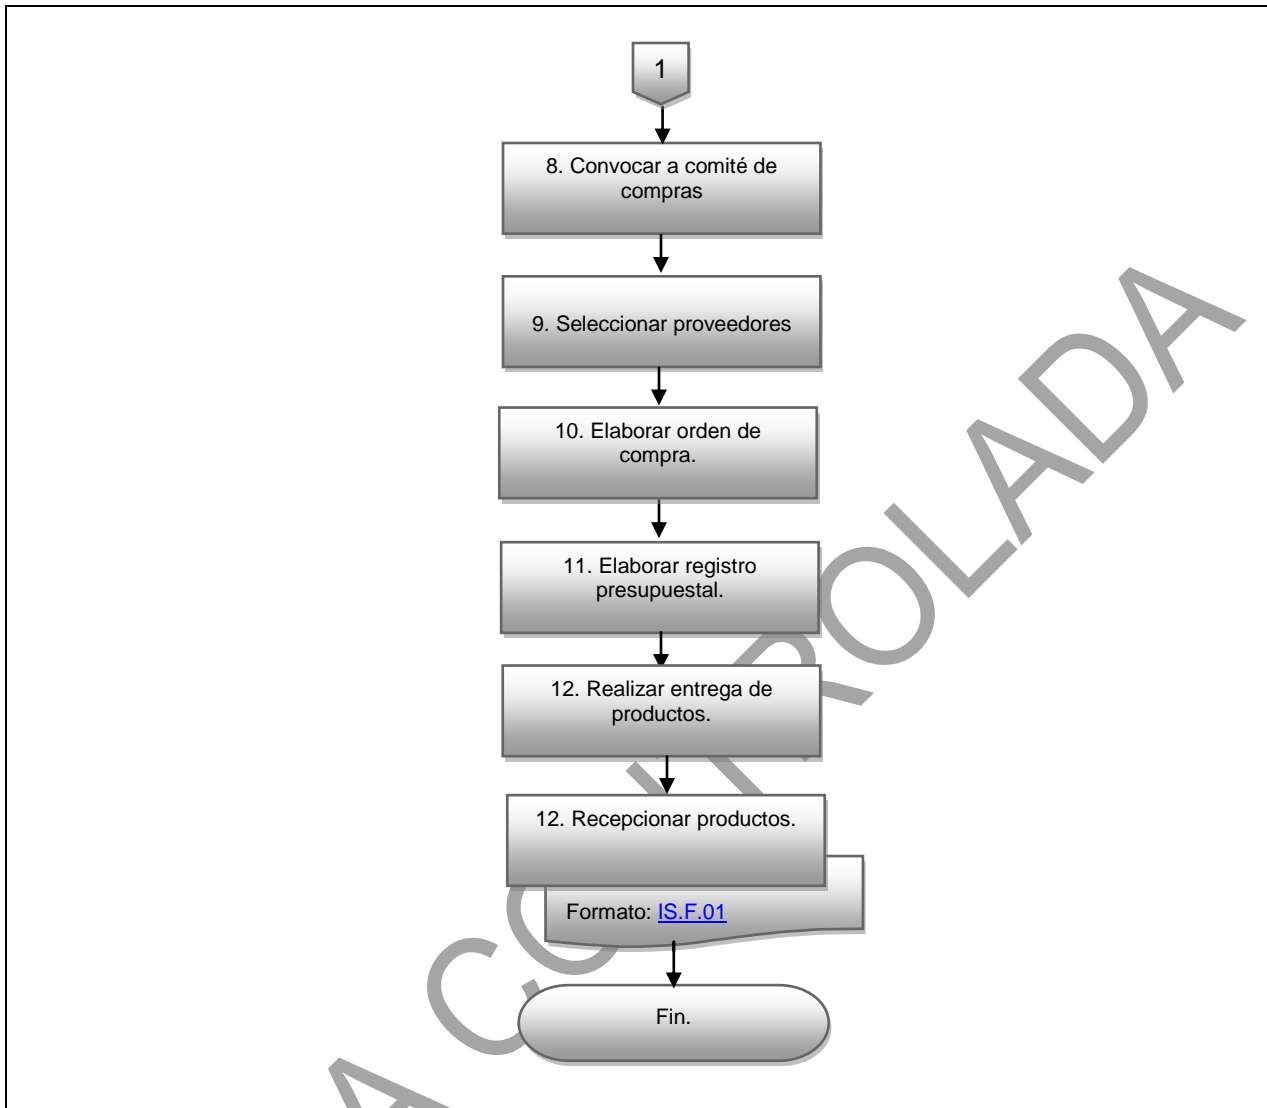 1
8. Convocar a comité de
compras
9. Seleccionar proveedores
10. Elaborar orden de
compra.
11. Elaborar registro
presupuestal.
12. Realizar entrega de
productos.
12. Recepcionar productos.
Formato: IS.F.01
Fin.